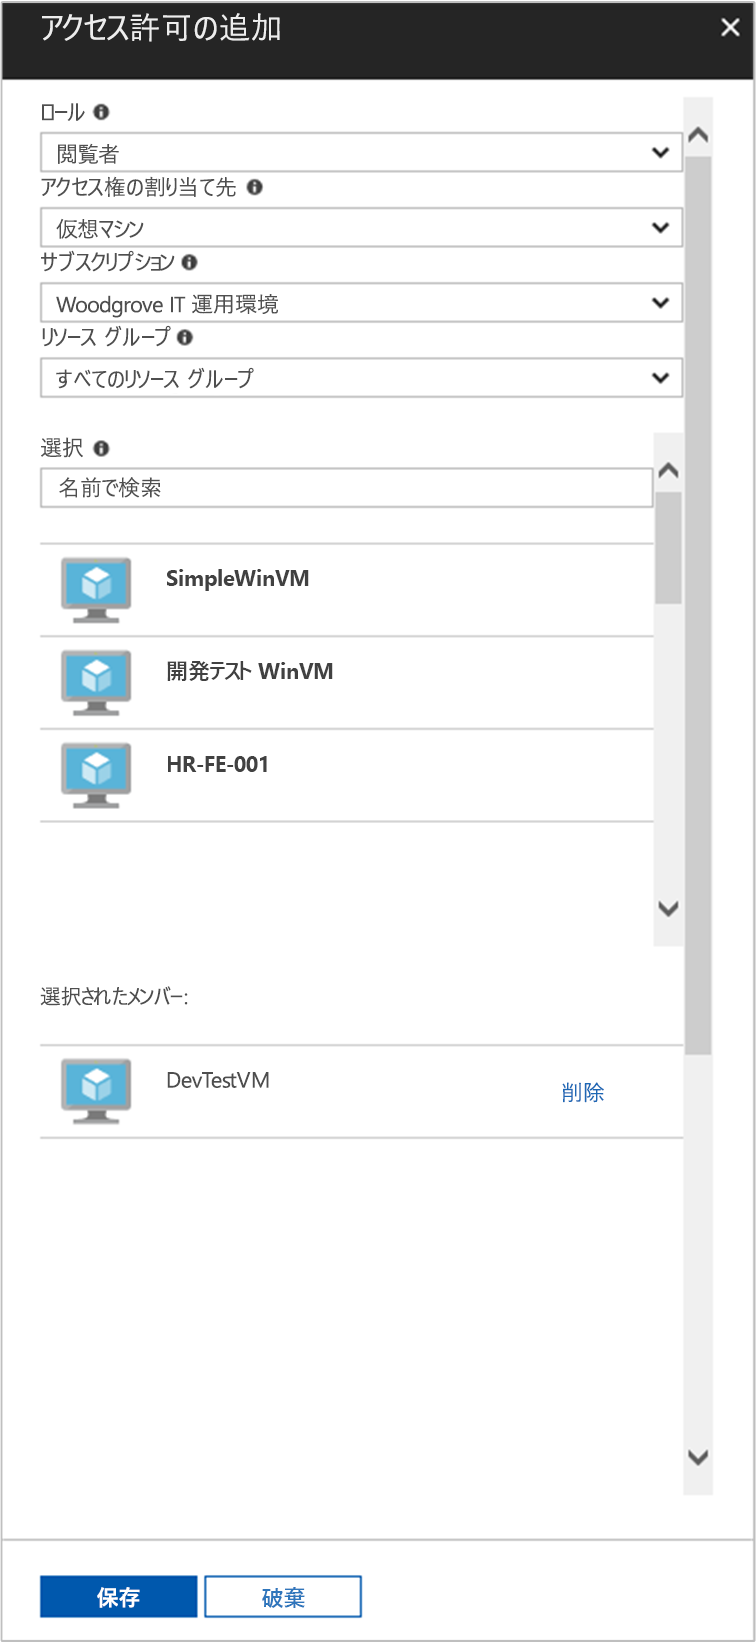 アクセス許可の追加
ロール
閲覧者
アクセス権の割り当て先
仮想マシン
サブスクリプション
Woodgrove IT 運用環境
リソース グループ
すべてのリソース グループ
選択
名前で検索
SimpleWinVM
開発テスト WinVM
HR-FE-001
選択されたメンバー:
DevTestVM
削除
保存
破棄